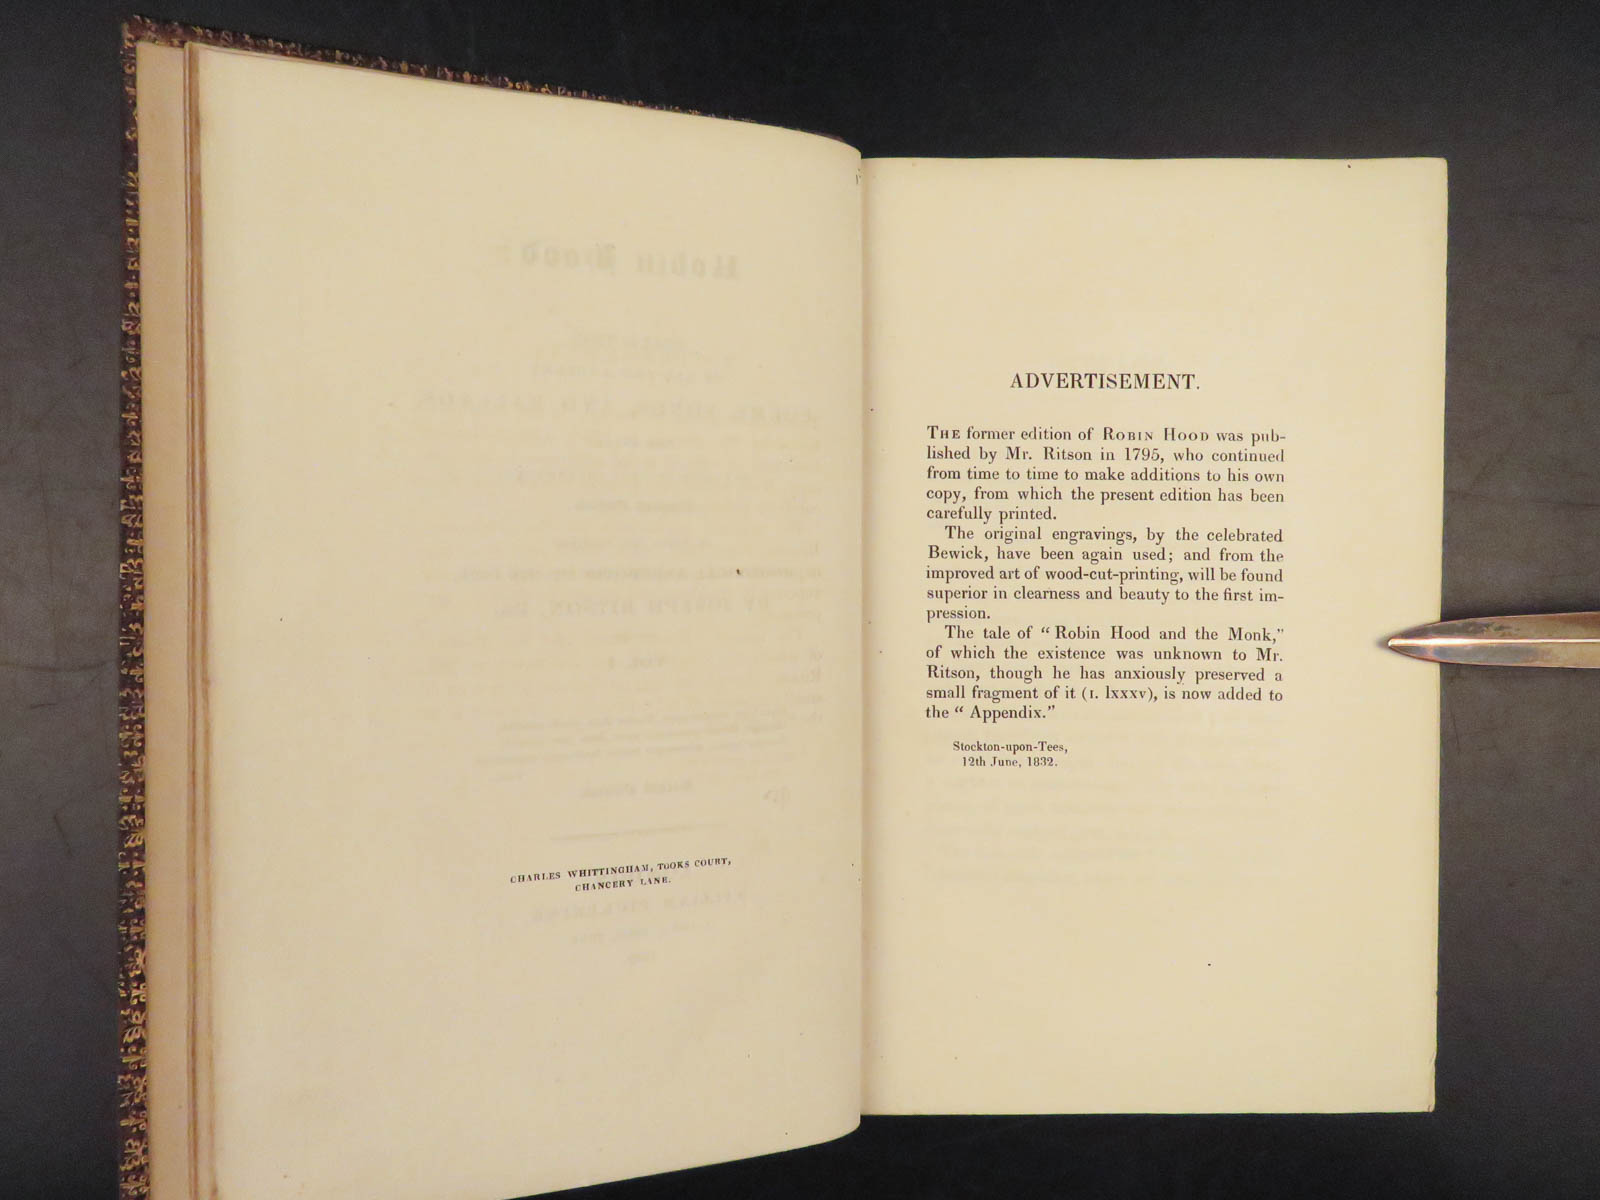 CHARLES WHITTINGHAM, TOOKS COURT,
CHANCERY LANE.
ADVERTISEMENT.
THE former edition of ROBIN HOOD was pub-
lished by Mr. Ritson in 1795, who continued
from time to time to make additions to his own
copy, from which the present edition has been
carefully printed.
The original engravings, by the celebrated
Bewick, have been again used; and from the
improved art of wood-cut-printing, will be found
superior in clearness and beauty to the first im-
pression.
The tale of "Robin Hood and the Monk,"
of which the existence was unknown to Mr.
Ritson, though he has anxiously preserved a
small fragment of it (I. lxxxv), is now added to
the "Appendix."
Stockton-upon-Tees,
12th June, 1832.